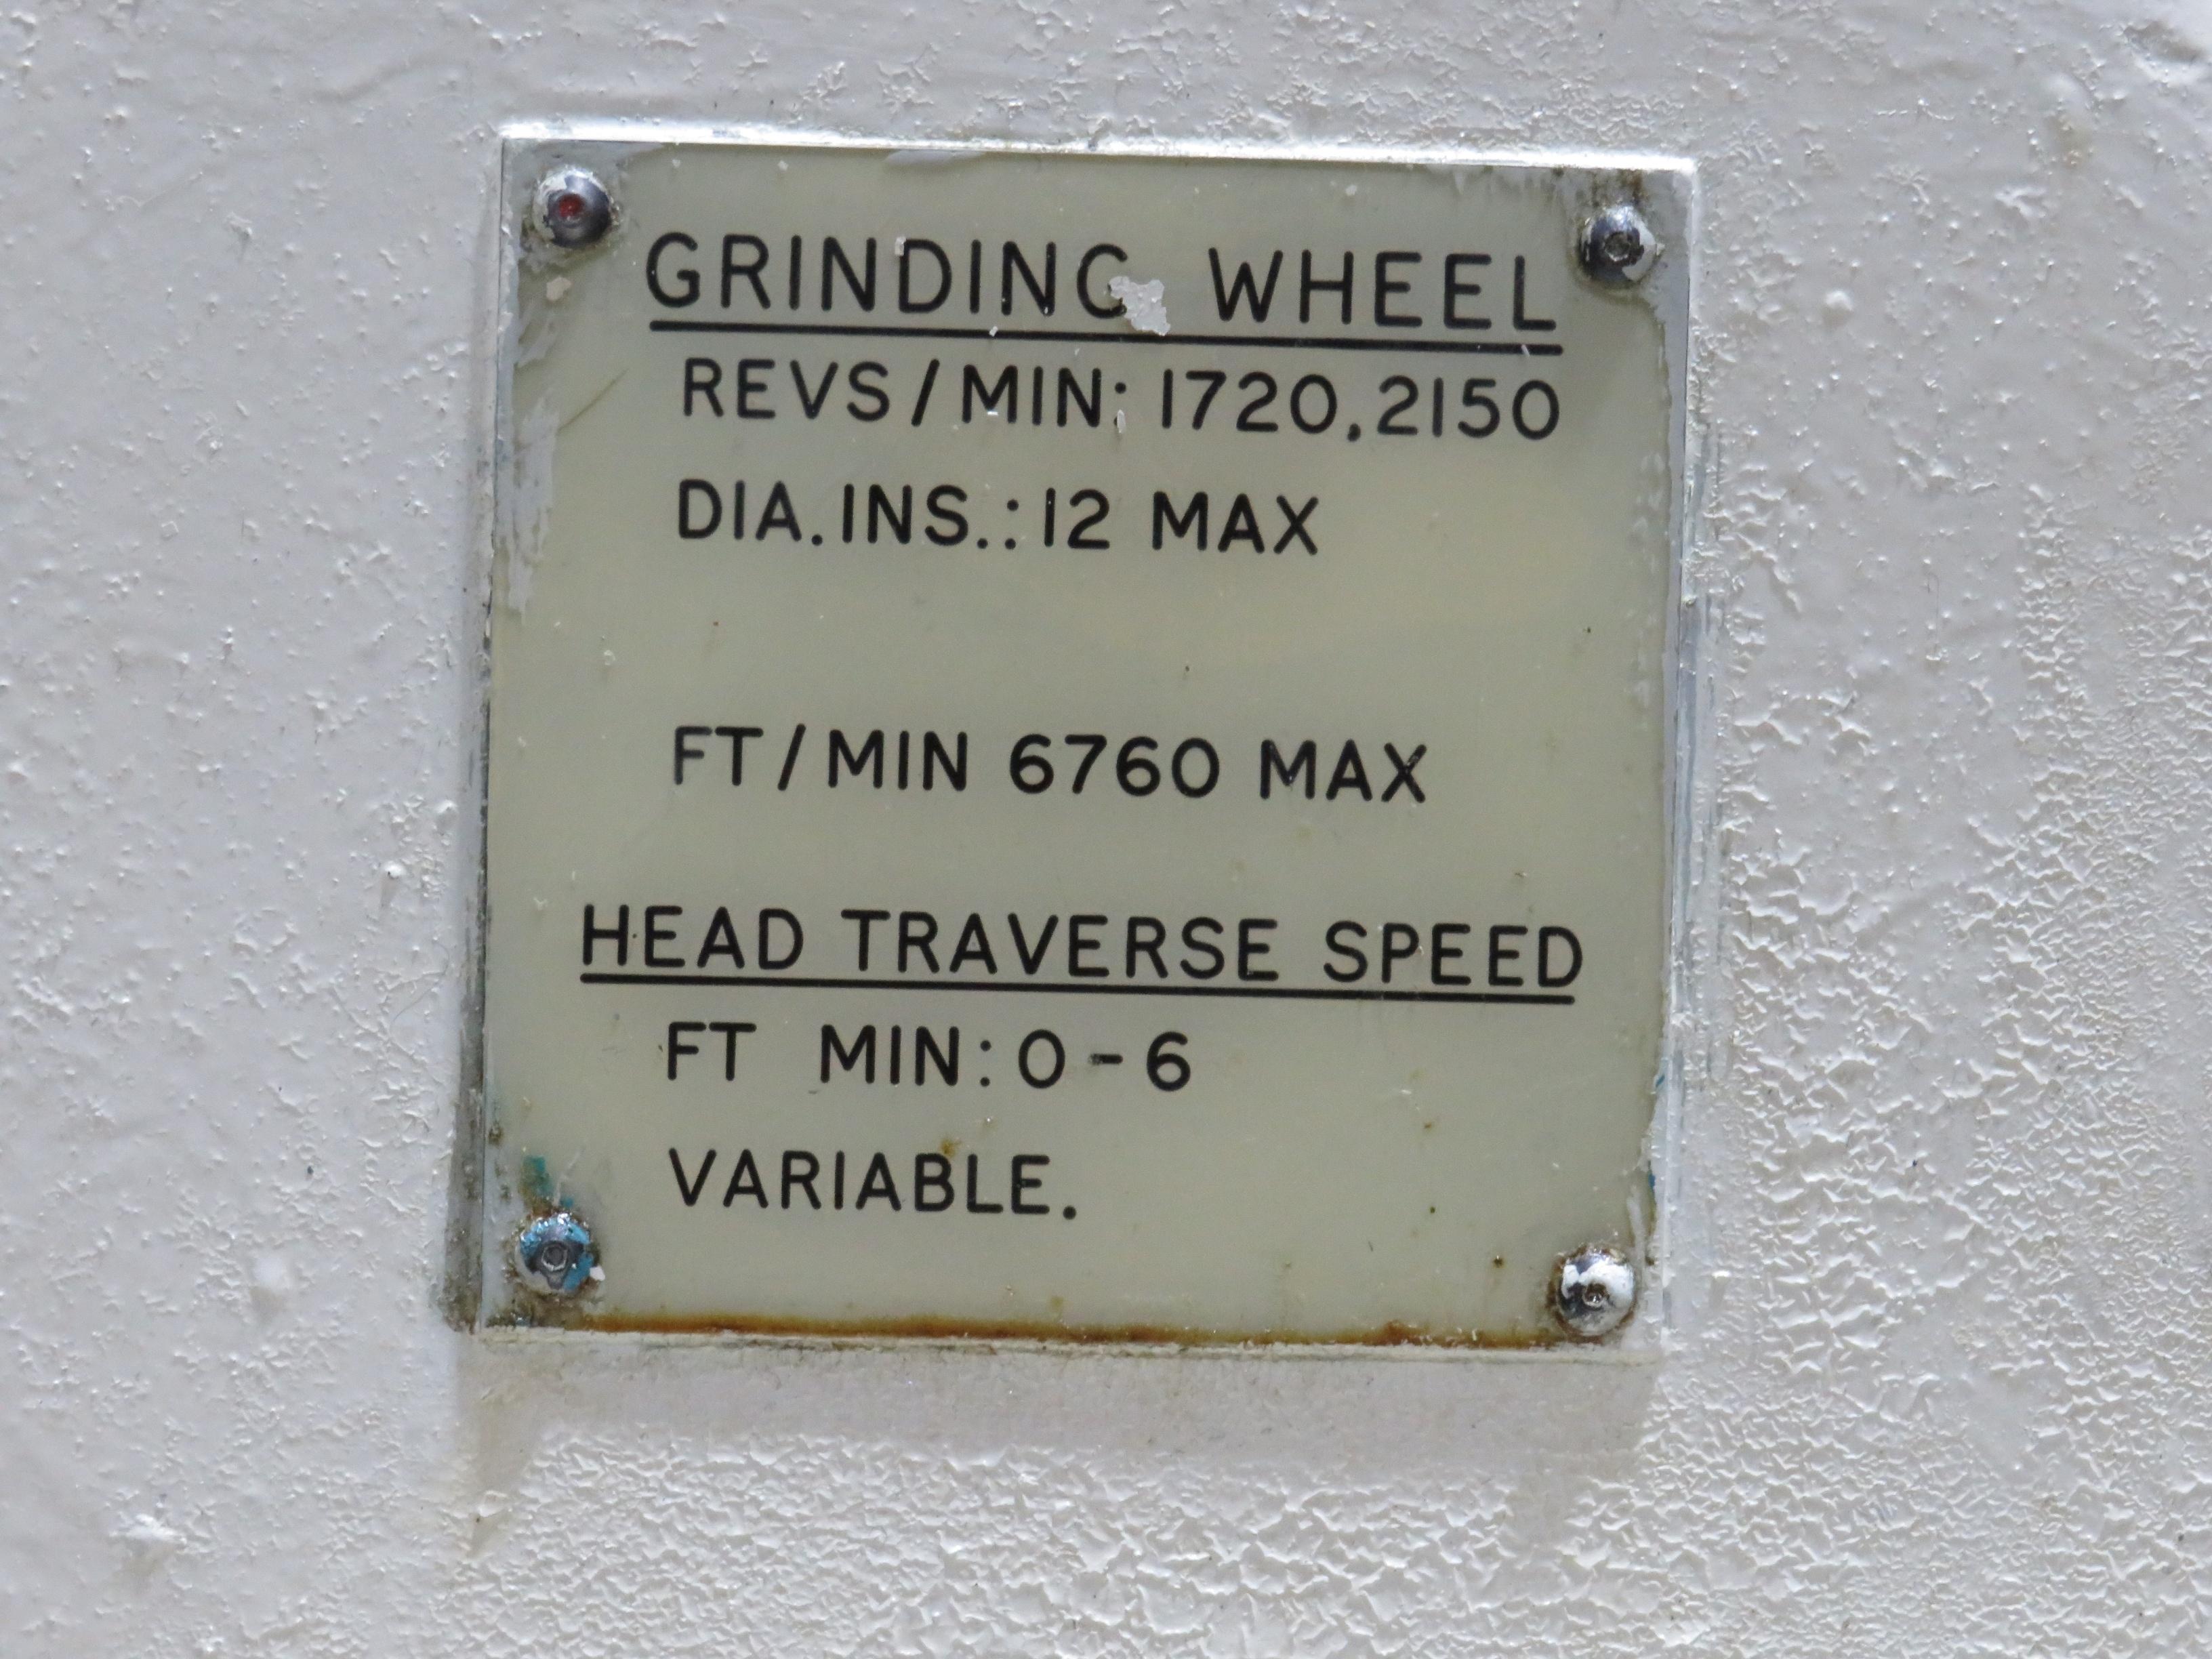 GRINDING WHEEL
REVS/MIN: 1720,2150
DIA.INS.: 12 MAX
FT/MIN 6760 MAX
HEAD TRAVERSE SPEED
FT MIN: 0-6
VARIABLE.